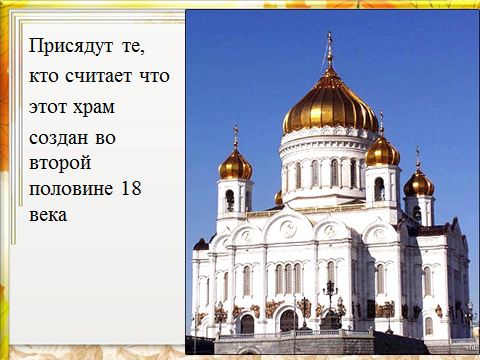 Присядут те,
кто считает что
этот храм
создан во
второй
половине 18
века